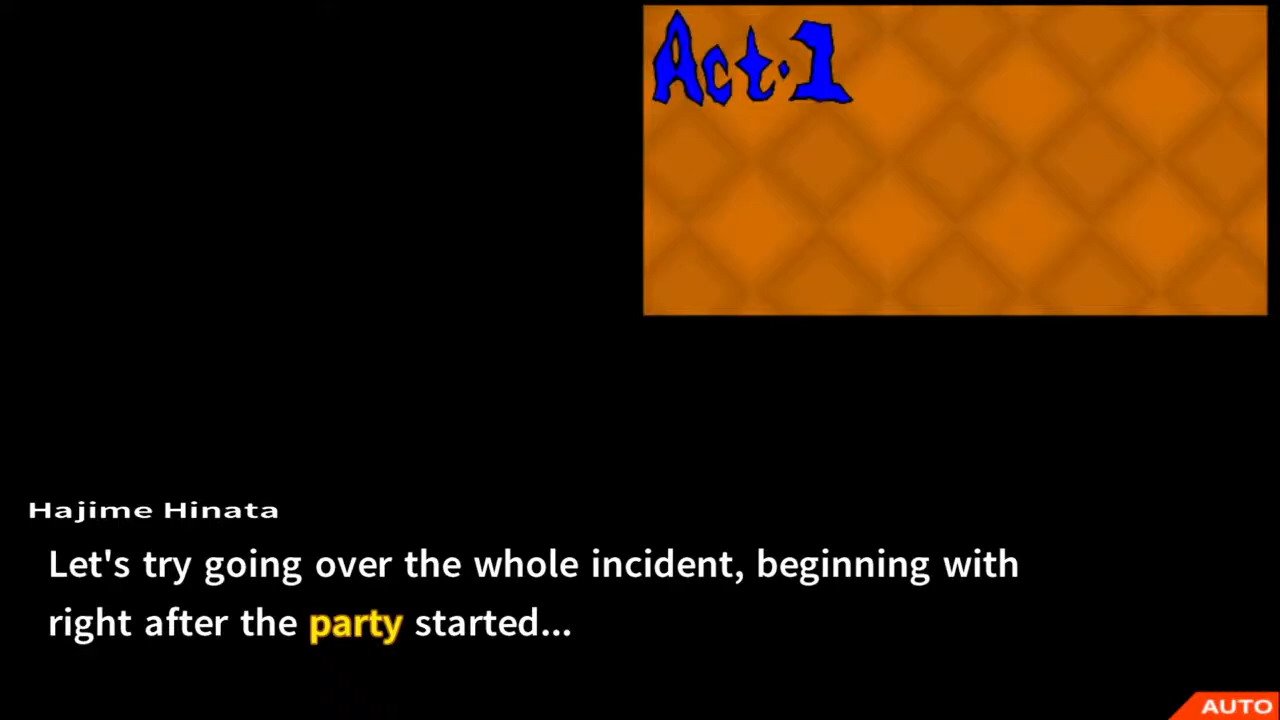 Act.1
Hajime Hinata
Let's try going over the whole incident, beginning with
right after the party started...
AUTO